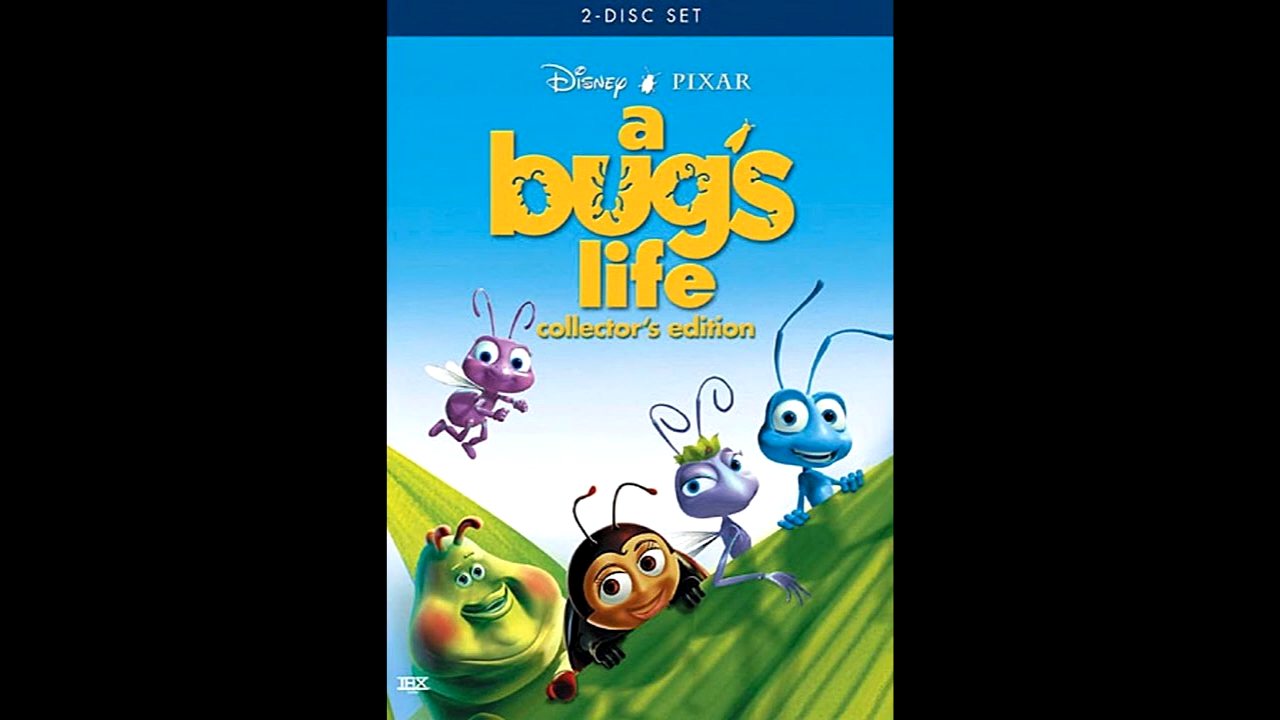 2-DISC SET
Disney PIXAR
a
bug's
life
collector's edition
THX